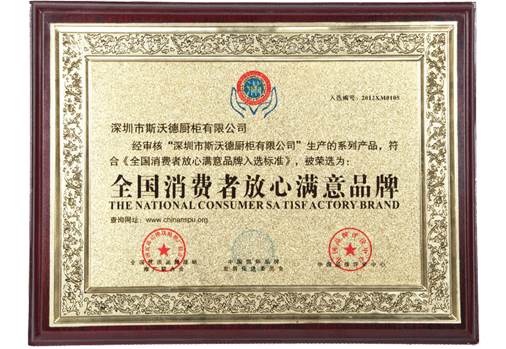 入选编号：2012XM0105
深圳市斯沃德厨柜有限公司
经审核“深圳市斯沃德厨柜有限公司”生产的系列产品，符
合《全国消费者放心满意品牌入选标准》，被荣选为：
全国消费者放心满意品牌
THE NATIONAL CONSUMER SATISFACTORY BRAND
查询网址：www.chinanspu.org